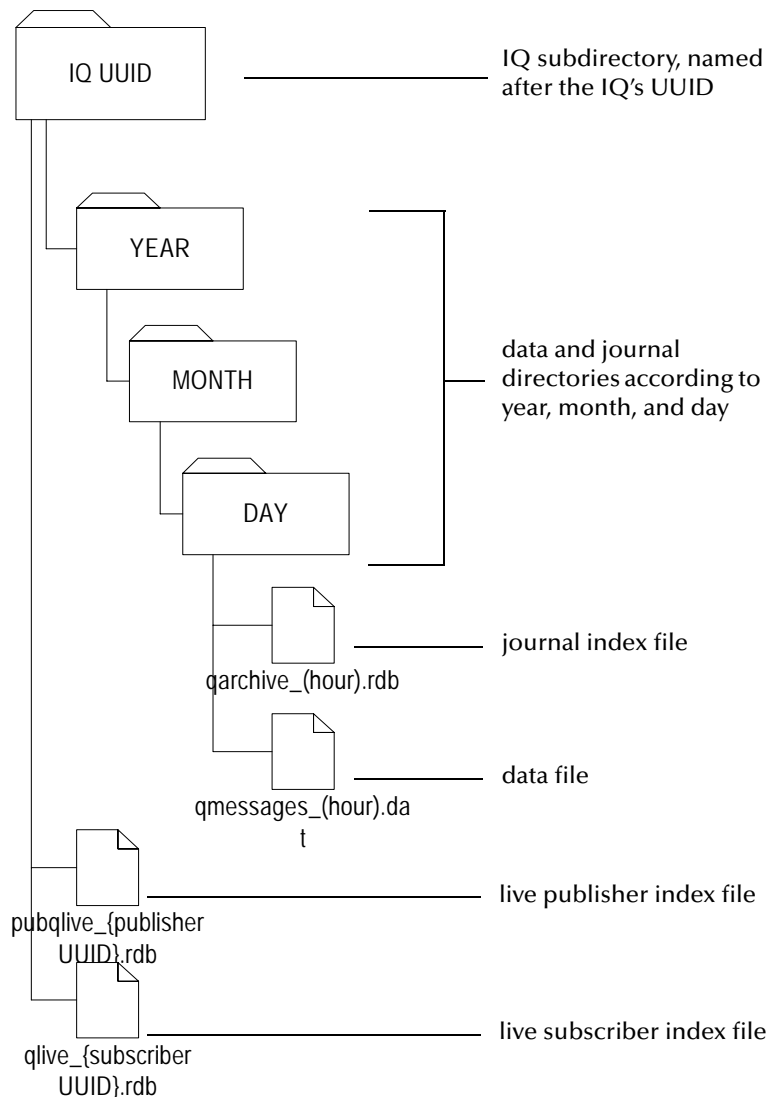 IQ UUID
IQ subdirectory, named
after the IQ's UUID
YEAR
MONTH
data and journal
directories according to
year, month, and day
DAY
journal index file
qarchive_(hour).rdb
data file
qmessages_(hour).da
t
live publisher index file
pubqlive_{publisher
UUID}.rdb
live subscriber index file
qlive_{subscriber
UUID}.rdb